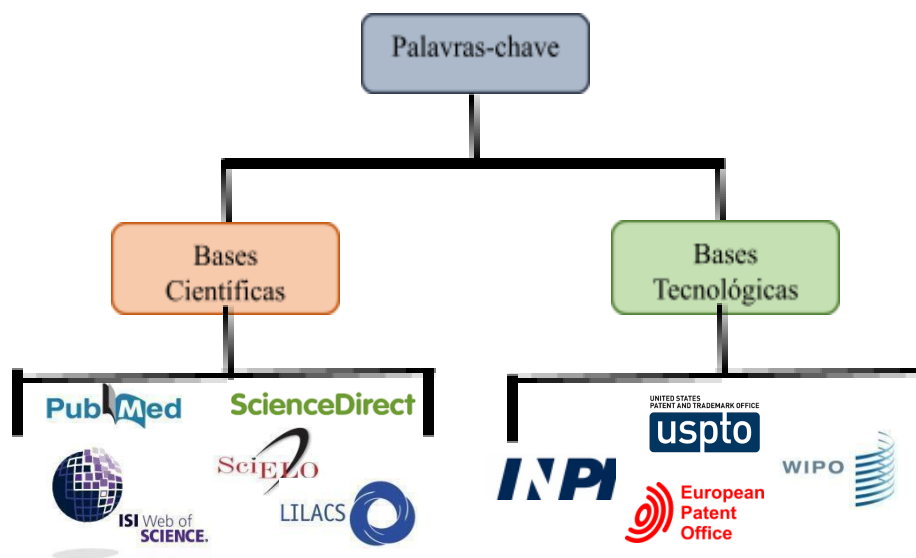 Palavras-chave
Bases
Científicas
Bases
Tecnológicas
PubMed
ScienceDirect
SciELO
ISI Web of
SCIENCE.
LILACS
UNITED STATES
PATENT AND TRADEMARK OFFICE
uspto
INPI
WIPO
European
Patent
Office